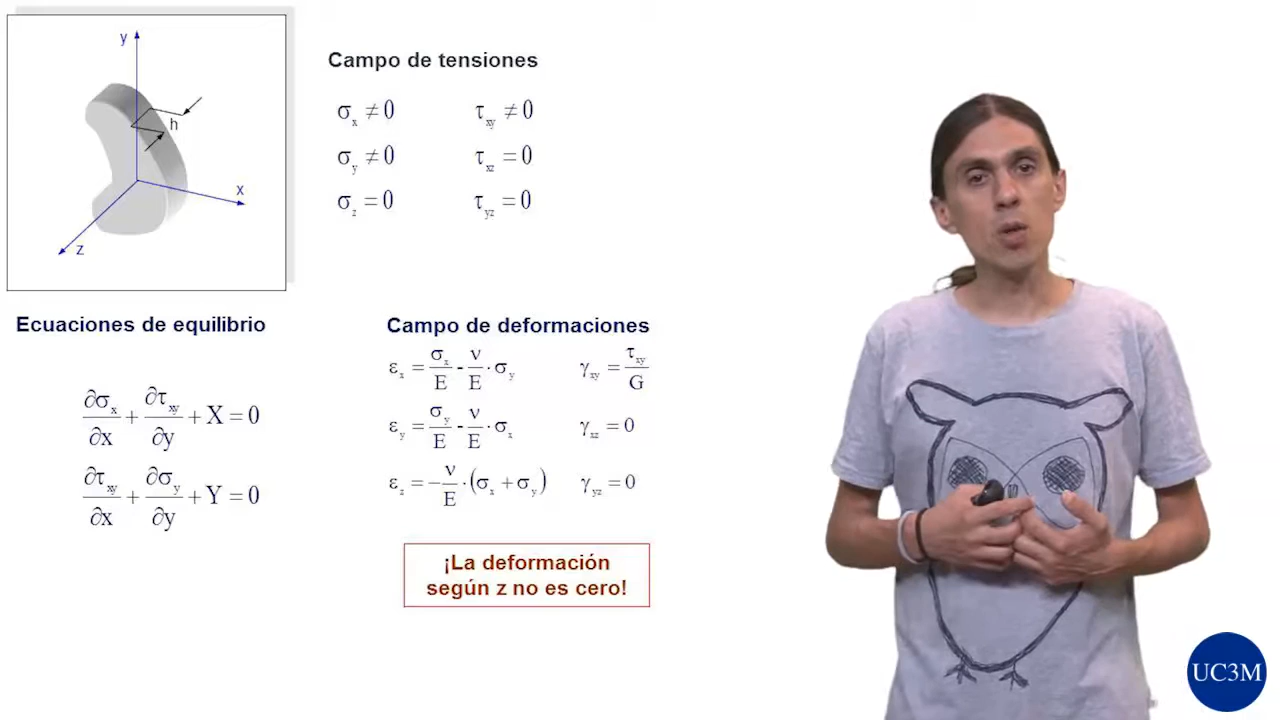 y
h
x
z
Campo de tensiones
σx ≠ 0 τxy ≠ 0
σy ≠ 0 τxz = 0
σz = 0 τyz = 0
Ecuaciones de equilibrio
∂σx/∂x + ∂τxy/∂y + X = 0
∂τxy/∂x + ∂σy/∂y + Y = 0
Campo de deformaciones
εx = σx/E - ν/E · σy γxy = τxy/G
εy = σy/E - ν/E · σx γxz = 0
εz = −ν/E · (σx + σy) γyz = 0
¡La deformación
según z no es cero!
UC3M